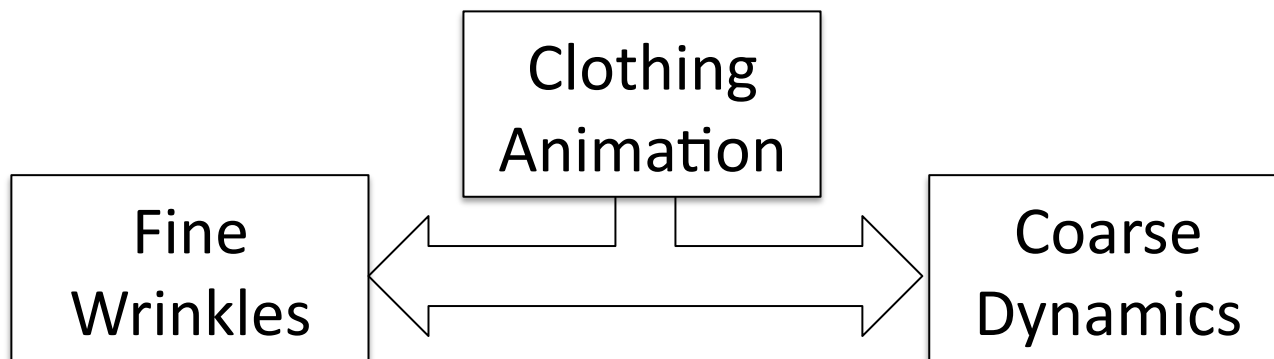 Clothing
Animation
Fine
Wrinkles
Coarse
Dynamics